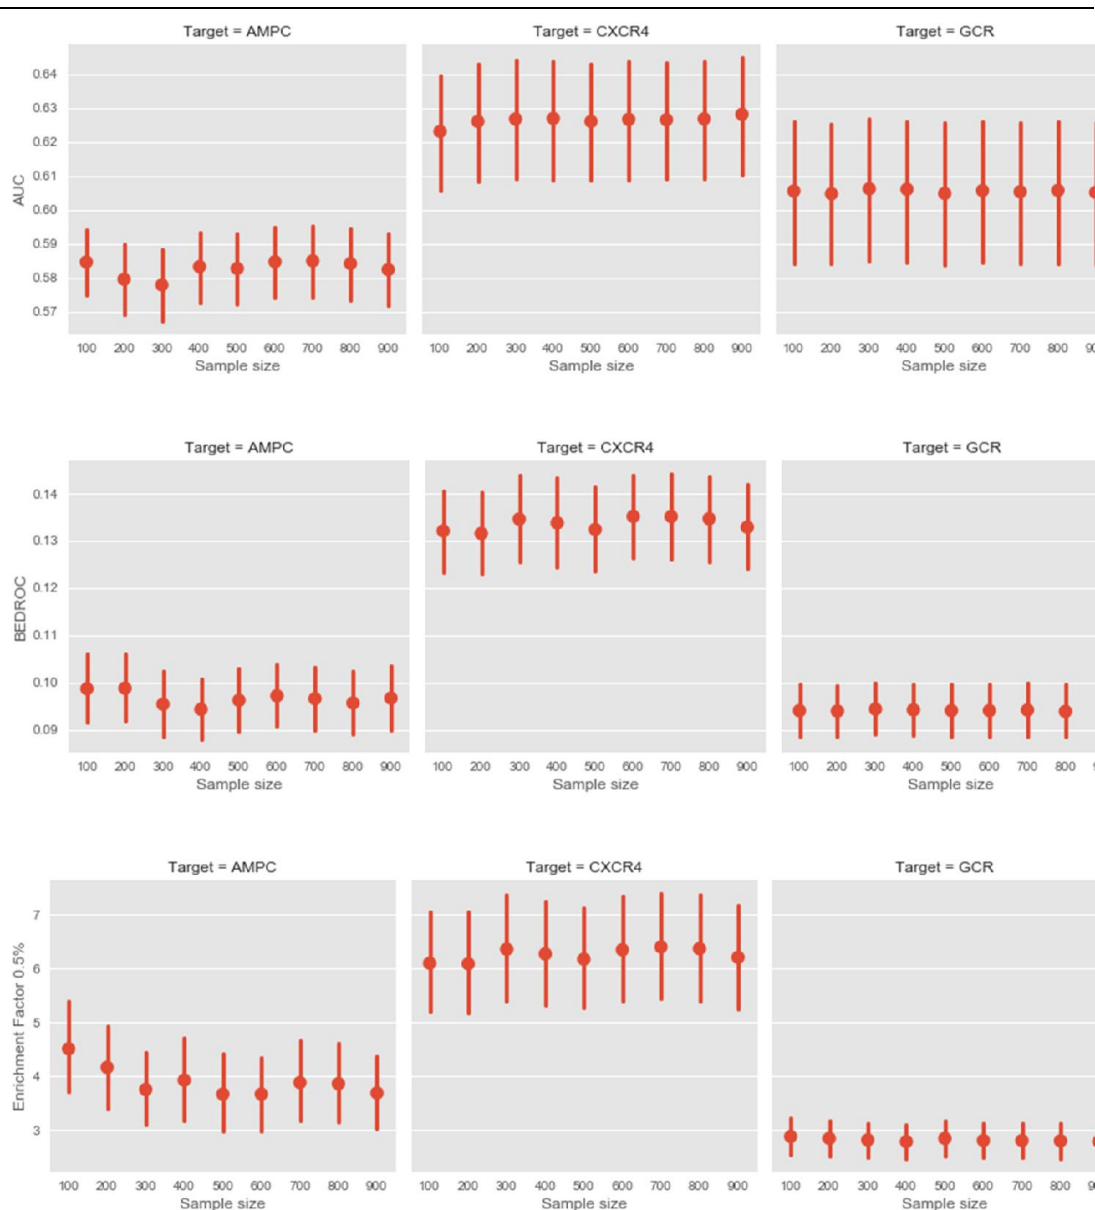 Target = AMPC Target = CXCR4 Target = GCR
0.64
0.63
0.62
0.61
0.60
0.59
0.58
0.57
AUC
100 200 300 400 500 600 700 800 900 100 200 300 400 500 600 700 800 900 100 200 300 400 500 600 700 800 90
Sample size Sample size Sample size
Target = AMPC Target = CXCR4 Target = GCR
0.14
0.13
0.12
0.11
0.10
0.09
BEDROC
100 200 300 400 500 600 700 800 900 100 200 300 400 500 600 700 800 900 100 200 300 400 500 600 700 800
Sample size Sample size Sample size
Target = AMPC Target = CXCR4 Target = GCR
7
6
5
4
3
Enrichment Factor 0.5%
100 200 300 400 500 600 700 800 900 100 200 300 400 500 600 700 800 900 100 200 300 400 500 600 700 800 90
Sample size Sample size Sample size